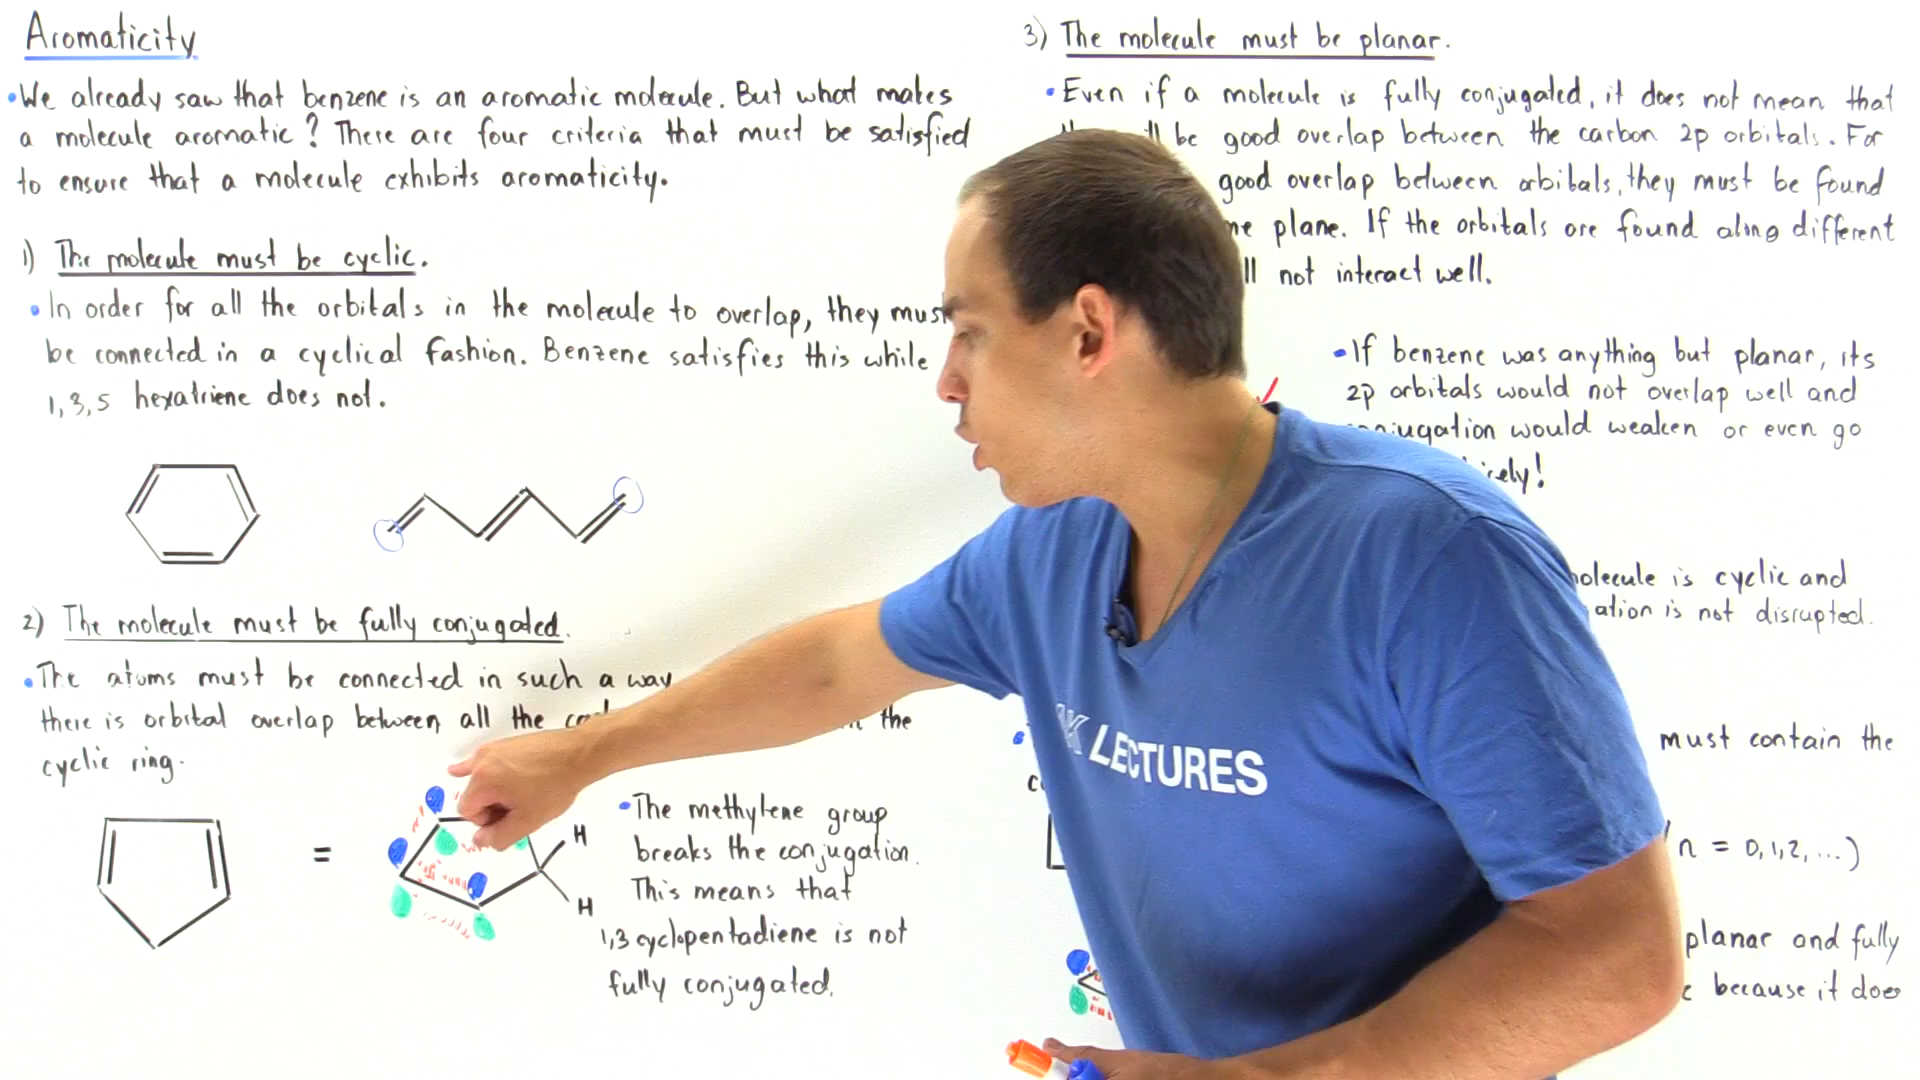 Aromaticity
• We already saw that benzene is an aromatic molecule. But what makes
a molecule aromatic? There are four criteria that must be satisfied
to ensure that a molecule exhibits aromaticity.
1) The molecule must be cyclic.
• In order for all the orbitals in the molecule to overlap, they must
be connected in a cyclical fashion. Benzene satisfies this while
1,3,5 hexatriene does not.
2) The molecule must be fully conjugated.
• The atoms must be connected in such a way
there is orbital overlap between all the the
cyclic ring.
=
H
H
• The methylene group
breaks the conjugation.
This means that
1,3 cyclopentadiene is not
fully conjugated.
3) The molecule must be planar.
• Even if a molecule is fully conjugated, it does not mean that
be good overlap between the carbon 2p orbitals. For
good overlap between orbitals, they must be found
plane. If the orbitals are found along different
not interact well.
• If benzene was anything but planar, its
2p orbitals would not overlap well and
would weaken or even go
is cyclic and
is not disrupted.
must contain the
n = 0,1,2,...)
planar and fully
because it does
LECTURES